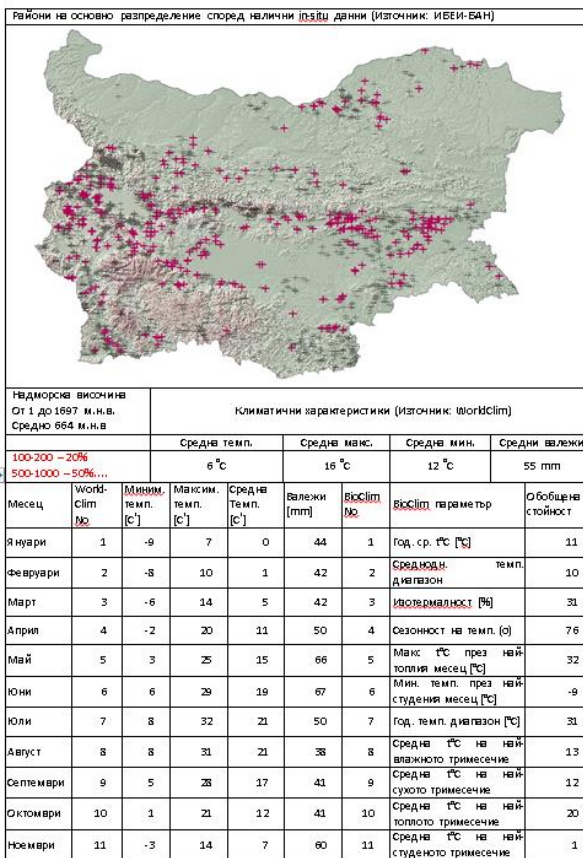 Райони на основно разпределение според налични in-situ данни (Източник: ИБЕИ-БАН)
Надморска височина
От 1 до 1697 м.н.в.
Средно 664 м.н.в
Климатични характеристики (Източник: WorldClim)
100-200 – 20%
500-1000 – 50%....
Средна темп. Средна макс. Средна мин. Средни валежи
6 °C 16 °C 12 °C 55 mm
Месец World-Clim No Миним. темп. [C'] Максим. темп. [C'] Средна Темп. [C'] Валежи [mm] BioClim No BioClim параметър Обобщена стойност
Януари 1 -9 7 0 44 1 Год. ср. t°C [°C] 11
Февруари 2 -8 10 1 42 2 Среднодн. темп. диапазон 10
Март 3 -6 14 5 42 3 Изотермалност [%] 31
Април 4 -2 20 11 50 4 Сезонност на темп. (σ) 76
Май 5 3 25 15 66 5 Макс t°C през най-топлия месец [°C] 32
Юни 6 6 29 19 67 6 Мин. темп. през най-студения месец [°C] -9
Юли 7 8 32 21 50 7 Год. темп. диапазон [°C] 31
Август 8 8 31 21 38 8 Средна t°C на най-влажното тримесечие 13
Септември 9 5 28 17 41 9 Средна t°C на най-сухото тримесечие 12
Октомври 10 1 21 12 41 10 Средна t°C на най-топлото тримесечие 20
Ноември 11 -3 14 7 60 11 Средна t°C на най-студеното тримесечие 1